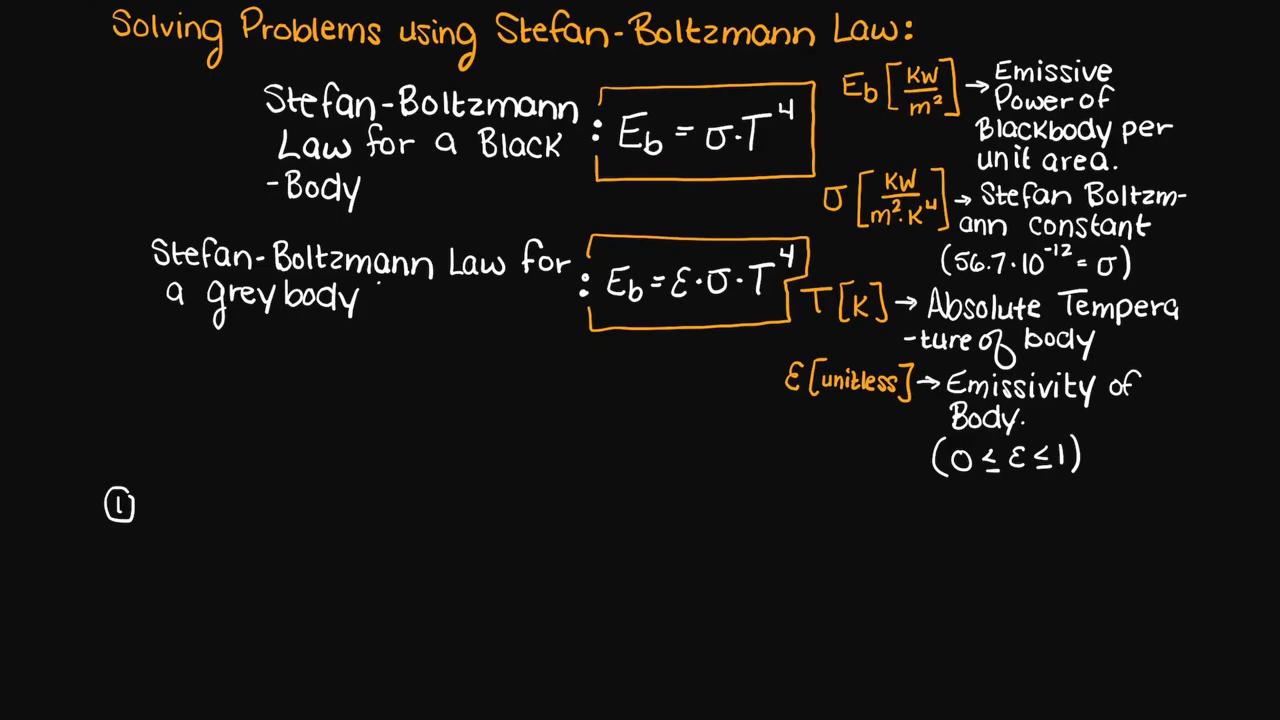 Solving Problems using Stefan-Boltzmann Law:
Stefan-Boltzmann
Law for a Black
-Body
: Eb = σ·T⁴
Eb [KW/m²] → Emissive
Power of
Blackbody per
unit area.
σ [KW/m²·K⁴] → Stefan Boltzm-
ann constant
(56.7·10⁻¹² = σ)
Stefan-Boltzmann Law for
a greybody
: Eb = ε·σ·T⁴
T [K] → Absolute Tempera
-ture of body
ε [unitless] → Emissivity of
Body.
(0 ≤ ε ≤ 1)
①